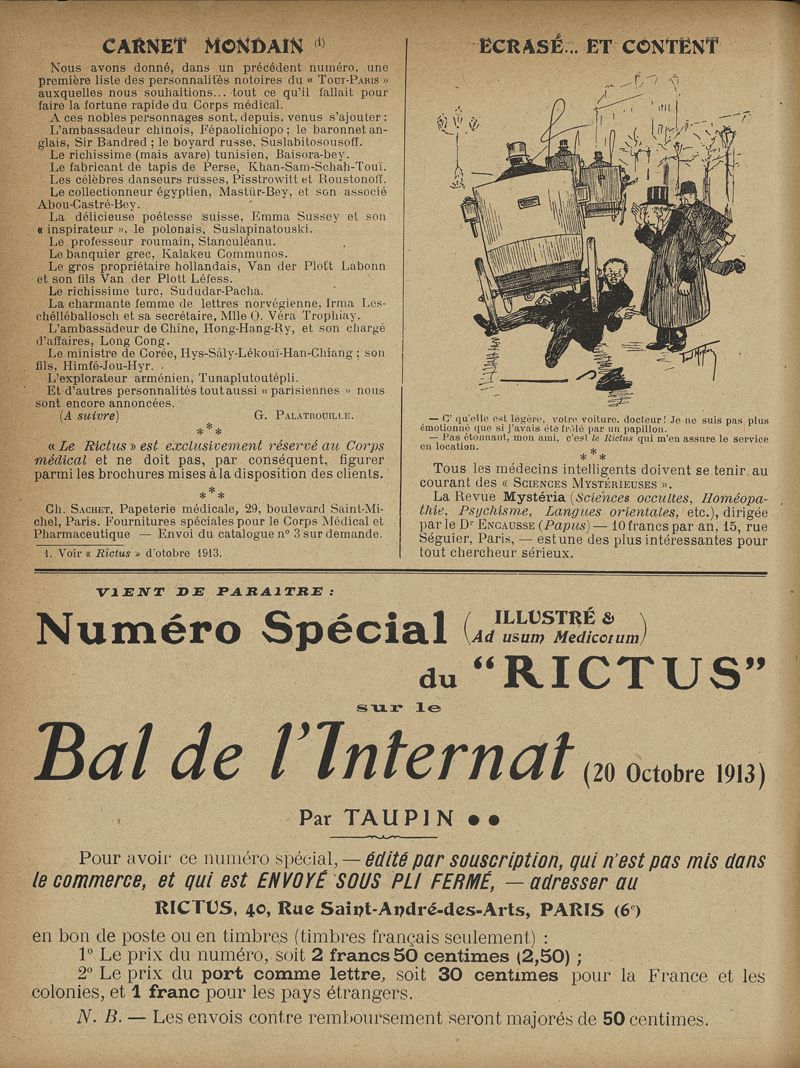 CARNET MONDAIN (1)
Nous avons donné, dans un précédent numéro, une
première liste des personnalités notoires du « TOUT-PARIS »
auxquelles nous souhaitions... tout ce qu'il fallait pour
faire la fortune rapide du Corps médical.
A ces nobles personnages sont, depuis, venus s'ajouter :
L'ambassadeur chinois, Fépaolichiopo ; le baronnet an-
glais, Sir Bandred ; le boyard russe, Suslabitosousoff.
Le richissime (mais avare) tunisien, Baisora-bey.
Le fabricant de tapis de Perse, Khan-Sam-Schah-Touï.
Les célèbres danseurs russes, Pisstrowitt et Roustonoff.
Le collectionneur égyptien, Mastür-Bey, et son associé
Abou-Castré-Bey.
La délicieuse poétesse suisse, Emma Sussey et son
« inspirateur », le polonais, Suslapinatouski.
Le professeur roumain, Stanculéanu.
Le banquier grec, Kalakeu Communos.
Le gros propriétaire hollandais, Van der Plott Labonn
et son fils Van der Plott Léfess.
Le richissime turc, Sududar-Pacha.
La charmante femme de lettres norvégienne, Irma Les-
chélléballosch et sa secrétaire, Mlle O. Véra Trophiay.
L'ambassadeur de Chine, Hong-Hang-Ry, et son chargé
d'affaires, Long Cong.
Le ministre de Corée, Hys-Sàly-Lékouï-Han-Chiang ; son
fils, Himfé-Jou-Hyr.
L'explorateur arménien, Tunaplutoutépli.
Et d'autres personnalités tout aussi « parisiennes » nous
sont encore annoncées.
(A suivre) G. PALATROUILLE.
* * *
« Le Rictus » est exclusivement réservé au Corps
médical et ne doit pas, par conséquent, figurer
parmi les brochures mises à la disposition des clients.
* * *
Ch. SACHET, Papeterie médicale, 29, boulevard Saint-Mi-
chel, Paris. Fournitures spéciales pour le Corps Médical et
Pharmaceutique — Envoi du catalogue n° 3 sur demande.
1. Voir « Rictus » d'otobre 1913.
ECRASÉ... ET CONTENT
— C' qu'elle est légère, votre voiture, docteur ! Je ne suis pas plus
émotionné que si j'avais été frôlé par un papillon.
— Pas étonnant, mon ami, c'est le Rictus qui m'en assure le service
en location.
* * *
Tous les médecins intelligents doivent se tenir au
courant des « SCIENCES MYSTÉRIEUSES ».
La Revue Mystéria (Sciences occultes, Homéopa-
thie, Psychisme, Langues orientales, etc.), dirigée
par le Dr ENCAUSSE (Papus) — 10 francs par an, 15, rue
Séguier, Paris, — est une des plus intéressantes pour
tout chercheur sérieux.
VIENT DE PARAITRE :
Numéro Spécial (ILLUSTRÉ &
Ad usum Medicorum)
du “RICTUS”
sur le
Bal de l'Internat (20 Octobre 1913)
Par TAUPIN ••
Pour avoir ce numéro spécial, — édité par souscription, qui n'est pas mis dans
le commerce, et qui est ENVOYÉ SOUS PLI FERMÉ, — adresser au
RICTUS, 40, Rue Saint-André-des-Arts, PARIS (6e)
en bon de poste ou en timbres (timbres français seulement) :
1° Le prix du numéro, soit 2 francs 50 centimes (2,50) ;
2° Le prix du port comme lettre, soit 30 centimes pour la France et les
colonies, et 1 franc pour les pays étrangers.
N. B. — Les envois contre remboursement seront majorés de 50 centimes.